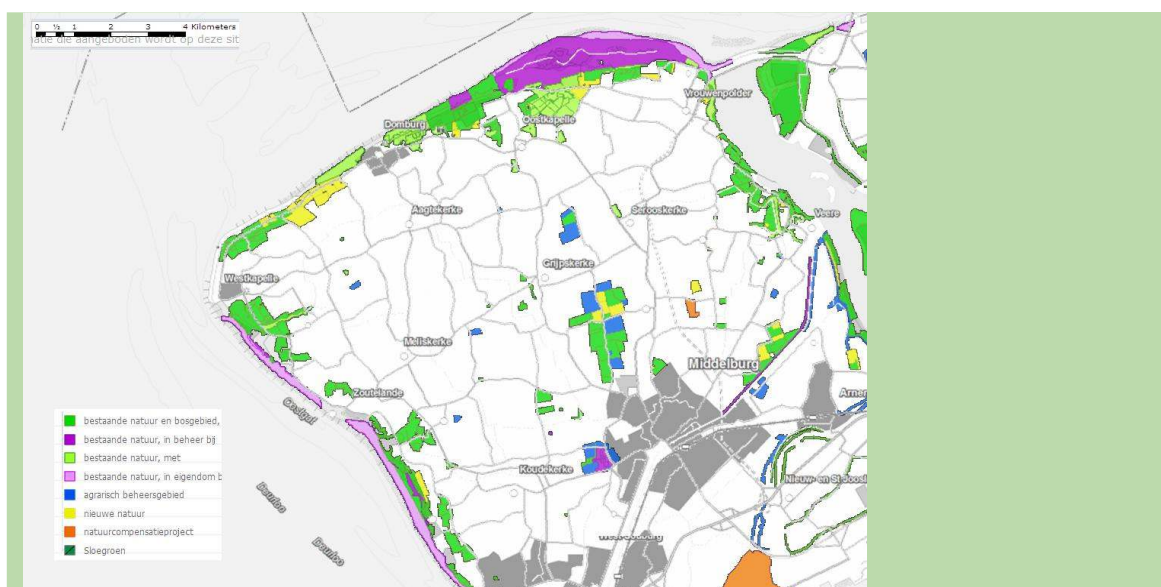 0 ½ 1 2 3 4 Kilometers
atie die aangeboden wordt op deze sit
Vrouwenpolder
Oostkapelle
Domburg
Aagtekerke
Serooskerke
Veere
Grijpskerke
Westkapelle
Meliskerke
Middelburg
Zoutelande
Arnem
Koudekerke
Nieuw- en St Joosl
bestaande natuur en bosgebied,
bestaande natuur, in beheer bij
bestaande natuur, met
bestaande natuur, in eigendom b
agrarisch beheersgebied
nieuwe natuur
natuurcompensatieproject
Sloegroen